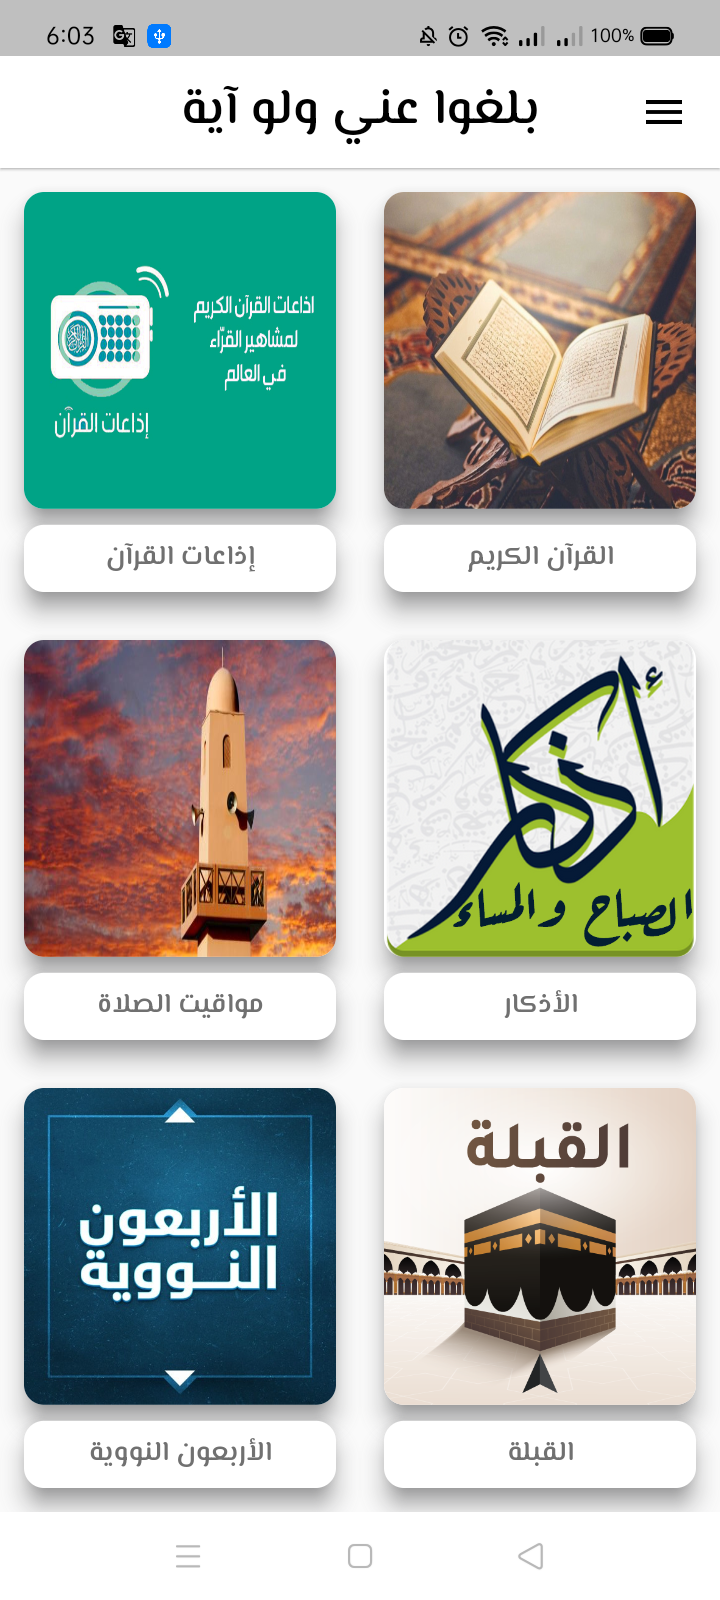 6:03
100%
بلغوا عني ولو آية
اذاعات القرآن الكريم
لمشاهير القرّاء
في العالم
إذاعات القرآن
القرآن الكريم
إذاعات القرآن
أذكار
الصباح والمساء
الأذكار
مواقيت الصلاة
القبلة
الأربعون
النــووية
القبلة
الأربعون النووية